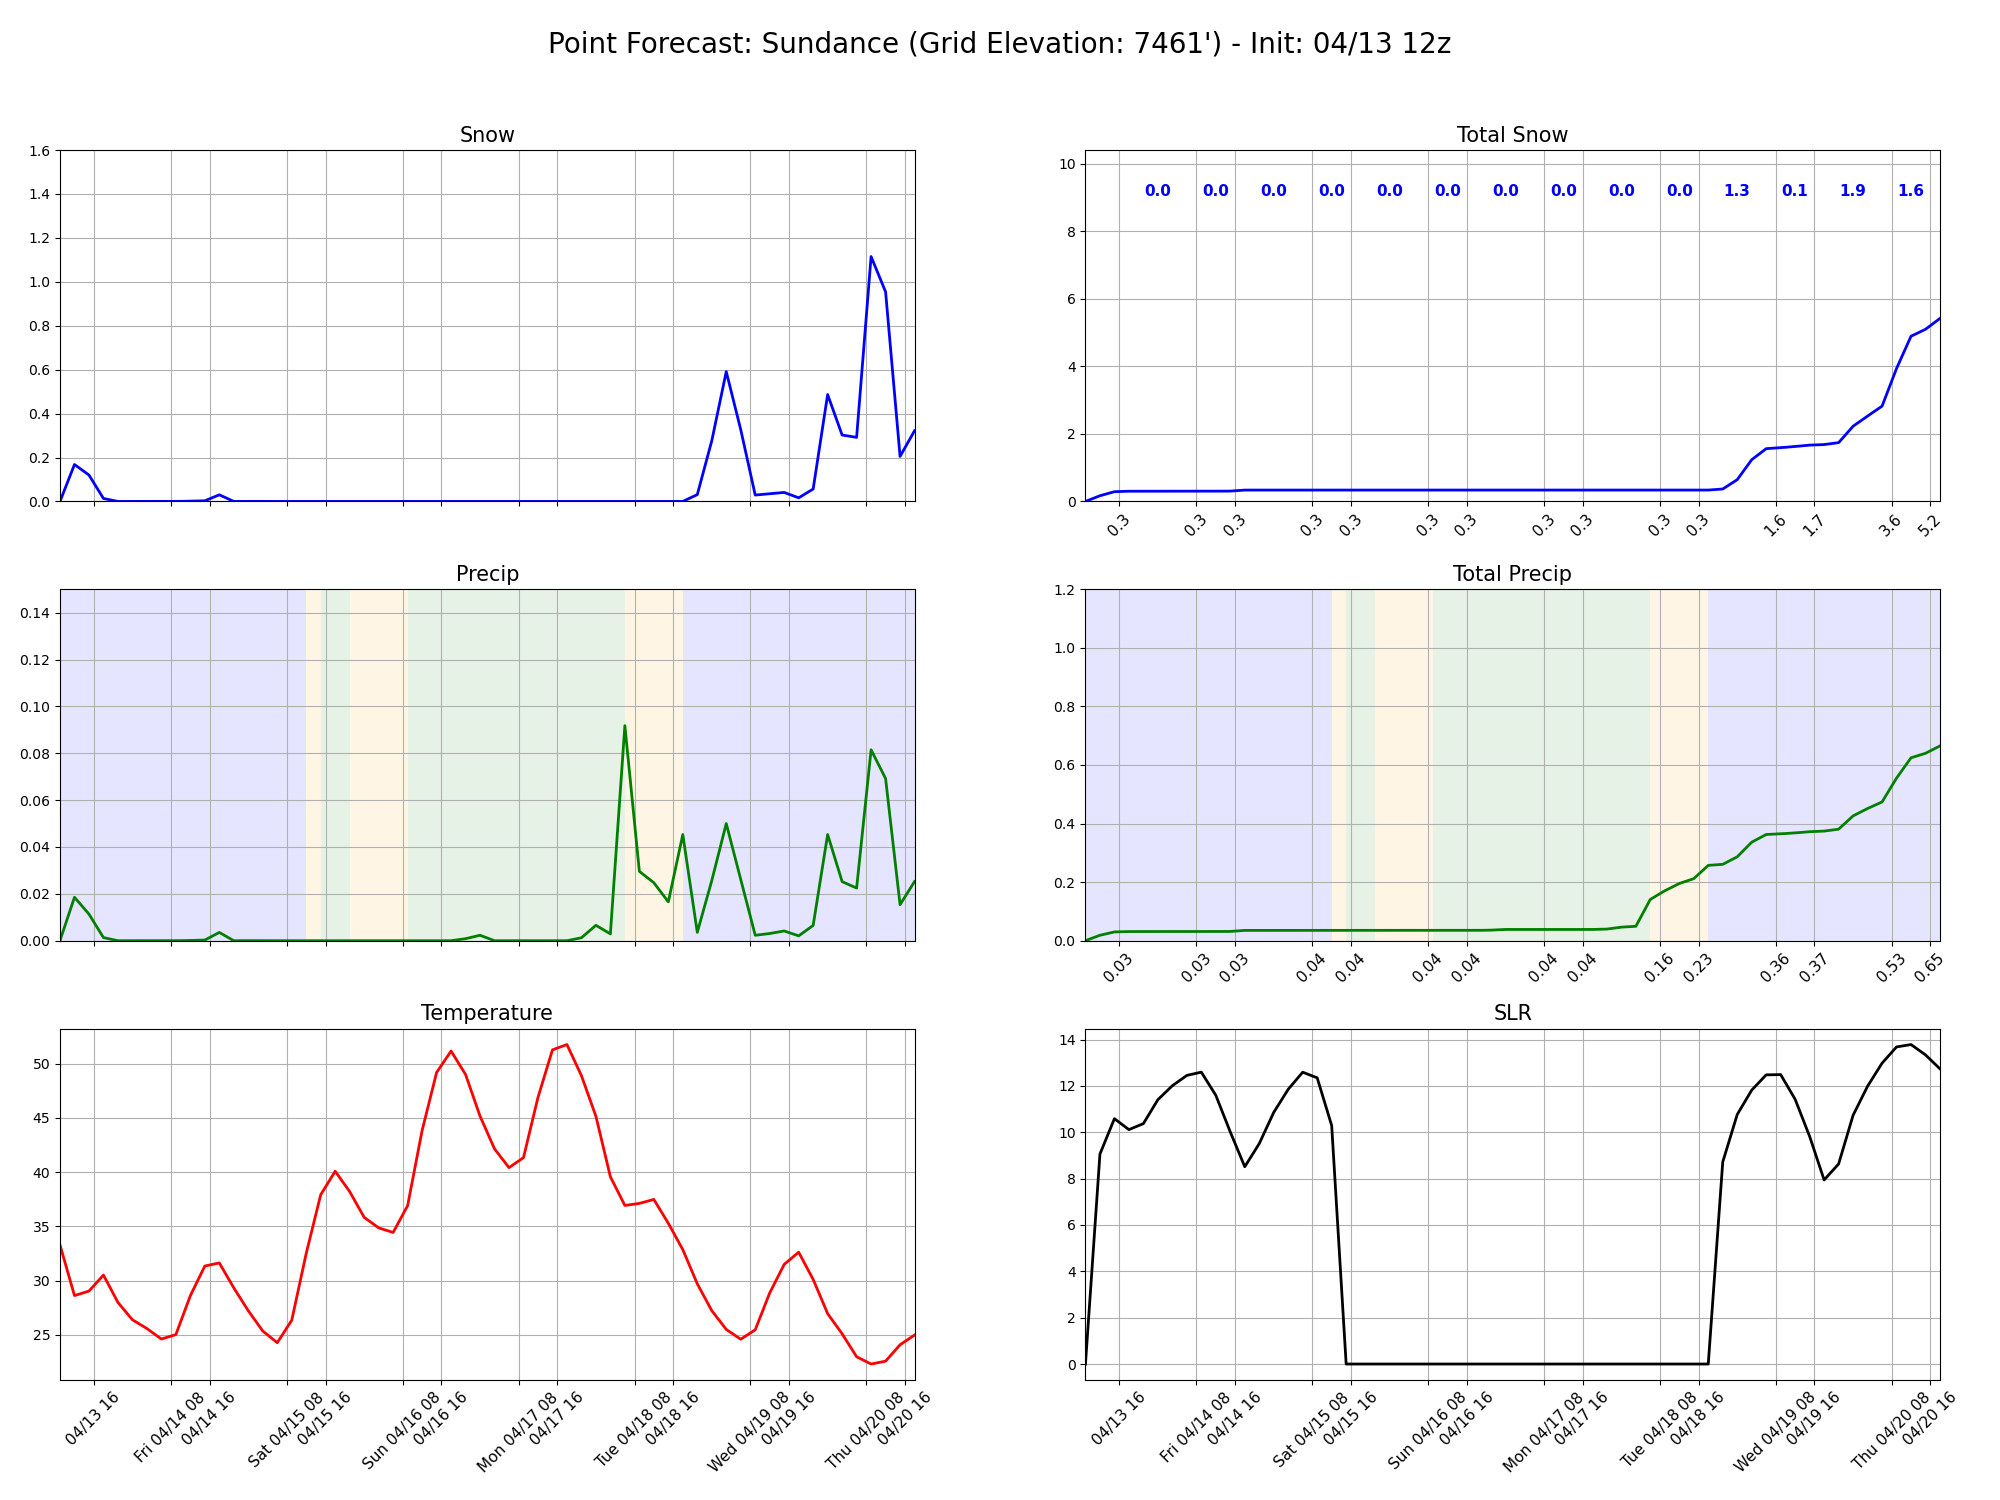 Point Forecast: Sundance (Grid Elevation: 7461') - Init: 04/13 12z
Snow
1.6
1.4
1.2
1.0
0.8
0.6
0.4
0.2
0.0
Total Snow
10
8
6
4
2
0
0.0 0.0 0.0 0.0 0.0 0.0 0.0 0.0 0.0 0.0 1.3 0.1 1.9 1.6
0.3 0.3 0.3 0.3 0.3 0.3 0.3 0.3 0.3 0.3 0.3 1.6 1.7 3.6 5.2
Precip
0.14
0.12
0.10
0.08
0.06
0.04
0.02
0.00
Total Precip
1.2
1.0
0.8
0.6
0.4
0.2
0.0
0.03 0.03 0.03 0.04 0.04 0.04 0.04 0.04 0.04 0.16 0.23 0.36 0.37 0.53 0.65
Temperature
50
45
40
35
30
25
04/13 16
Fri 04/14 08
04/14 16
Sat 04/15 08
04/15 16
Sun 04/16 08
04/16 16
Mon 04/17 08
04/17 16
Tue 04/18 08
04/18 16
Wed 04/19 08
04/19 16
Thu 04/20 08
04/20 16
SLR
14
12
10
8
6
4
2
0
04/13 16
Fri 04/14 08
04/14 16
Sat 04/15 08
04/15 16
Sun 04/16 08
04/16 16
Mon 04/17 08
04/17 16
Tue 04/18 08
04/18 16
Wed 04/19 08
04/19 16
Thu 04/20 08
04/20 16